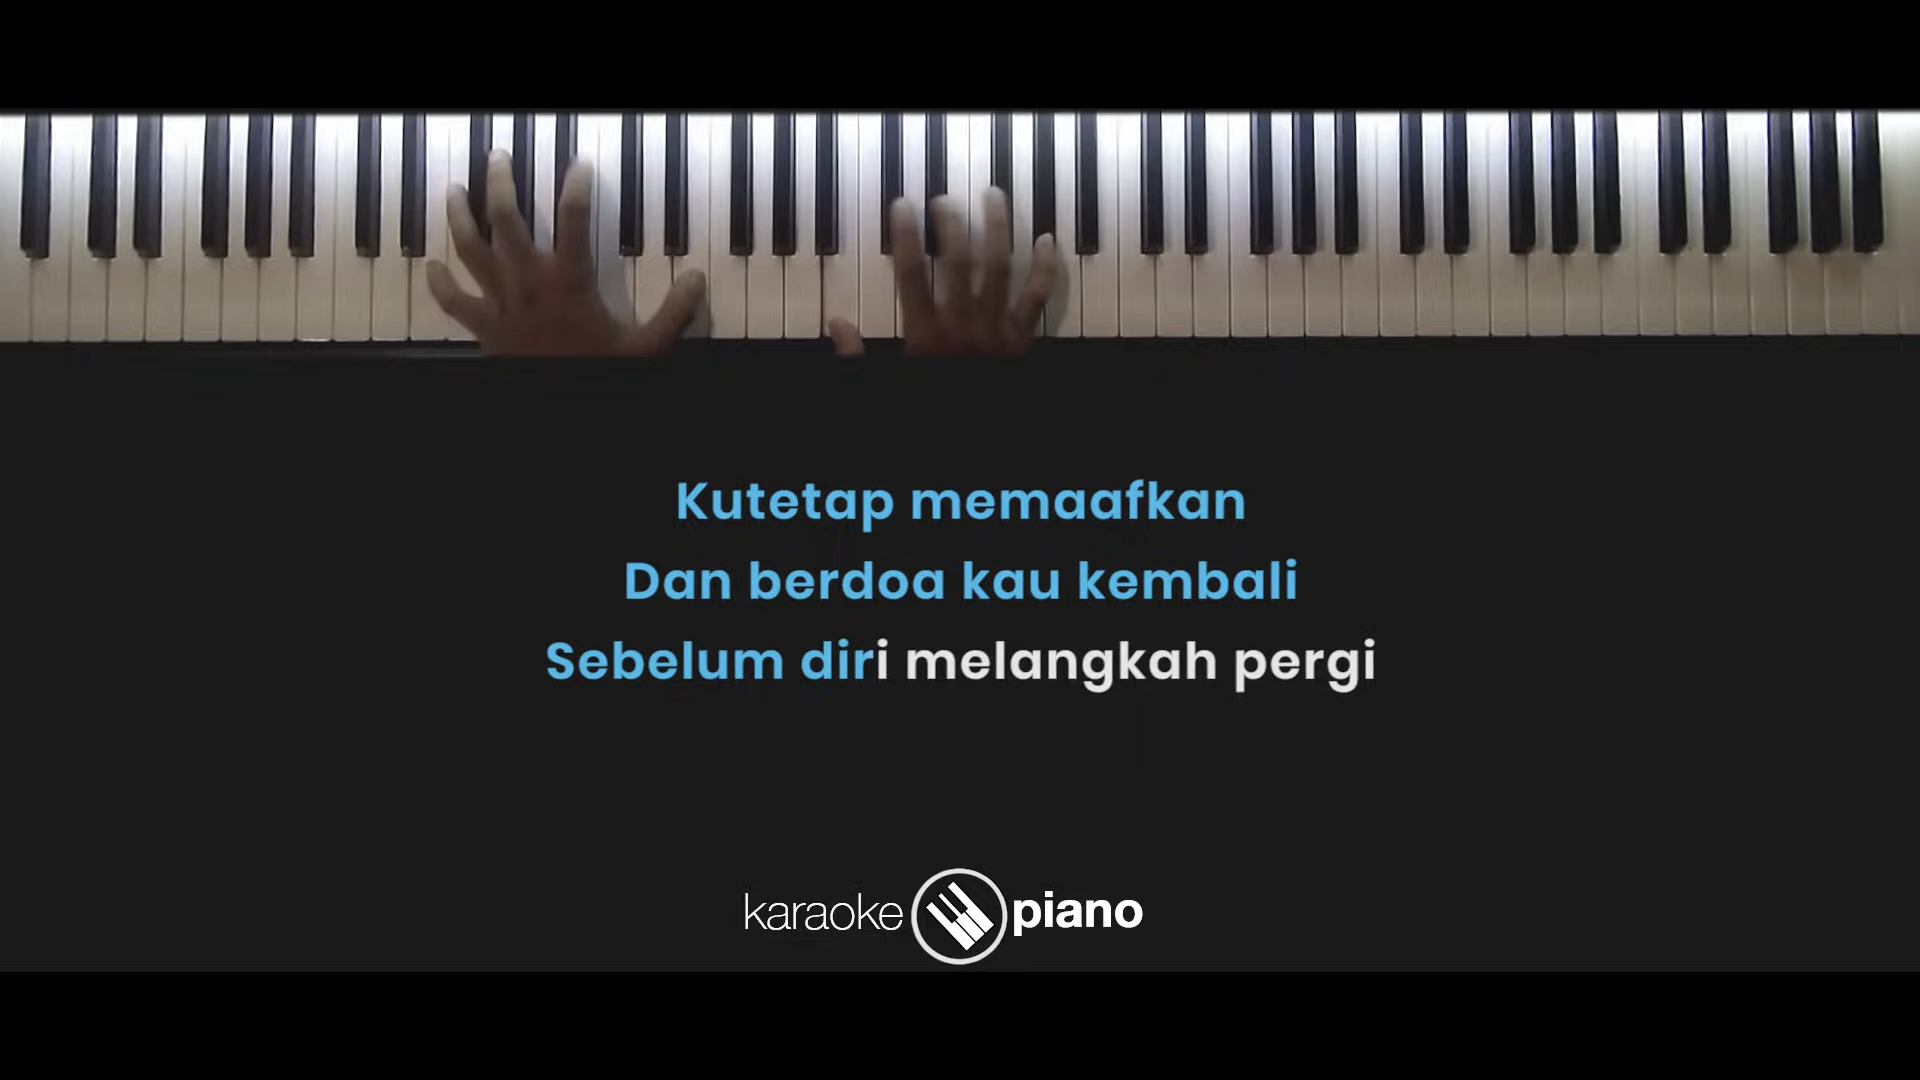 Kutetap memaafkan
Dan berdoa kau kembali
Sebelum diri melangkah pergi
karaoke piano